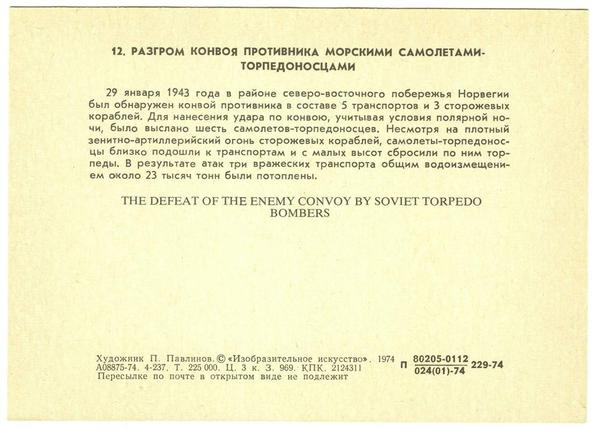 12. РАЗГРОМ КОНВОЯ ПРОТИВНИКА МОРСКИМИ САМОЛЕТАМИ-
ТОРПЕДОНОСЦАМИ
29 января 1943 года в районе северо-восточного побережья Норвегии
был обнаружен конвой противника в составе 5 транспортов и 3 сторожевых
кораблей. Для нанесения удара по конвою, учитывая условия полярной но-
чи, было выслано шесть самолетов-торпедоносцев. Несмотря на плотный
зенитно-артиллерийский огонь сторожевых кораблей, самолеты-торпедонос-
цы близко подошли к транспортам и с малых высот сбросили по ним тор-
педы. В результате атак три вражеских транспорта общим водоизмещени-
ем около 23 тысяч тонн были потоплены.
THE DEFEAT OF THE ENEMY CONVOY BY SOVIET TORPEDO
BOMBERS
Художник П. Павлинов. © «Изобразительное искусство». 1974
А08875-74. 4-237. Т. 225 000. Ц. 3 к. З. 969. КПК. 2124311
Пересылке по почте в открытом виде не подлежит
П 80205-0112 229-74
024(01)-74